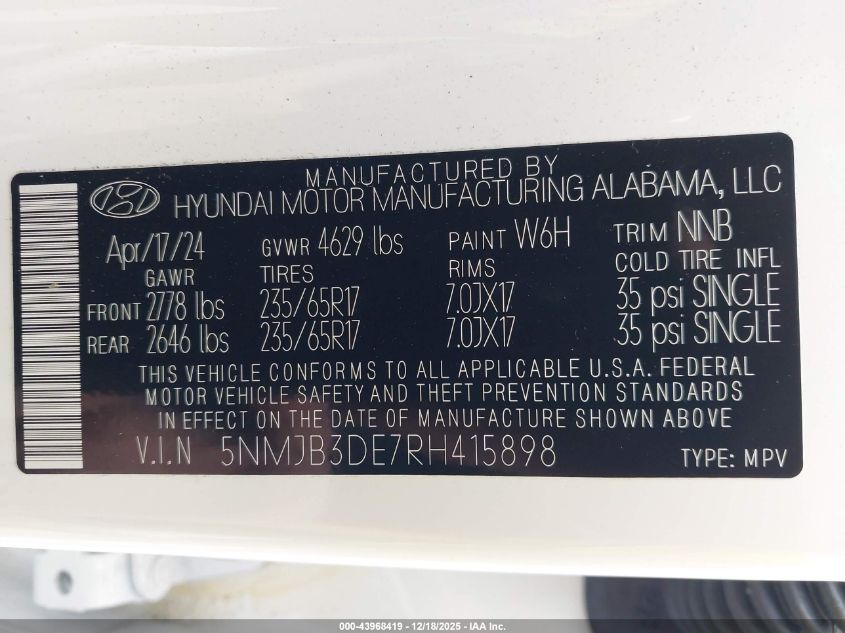 MANUFACTURED BY
HYUNDAI MOTOR MANUFACTURING ALABAMA, LLC
Apr/17/24 GVWR 4629 lbs PAINT W6H TRIM NNB
GAWR TIRES RIMS COLD TIRE INFL
FRONT 2778 lbs 235/65R17 7.0JX17 35 psi SINGLE
REAR 2646 lbs 235/65R17 7.0JX17 35 psi SINGLE
THIS VEHICLE CONFORMS TO ALL APPLICABLE U.S.A. FEDERAL
MOTOR VEHICLE SAFETY AND THEFT PREVENTION STANDARDS
IN EFFECT ON THE DATE OF MANUFACTURE SHOWN ABOVE
V.I.N 5NMJB3DE7RH415898 TYPE: MPV
000-43968419 - 12/18/2025 - IAA Inc.